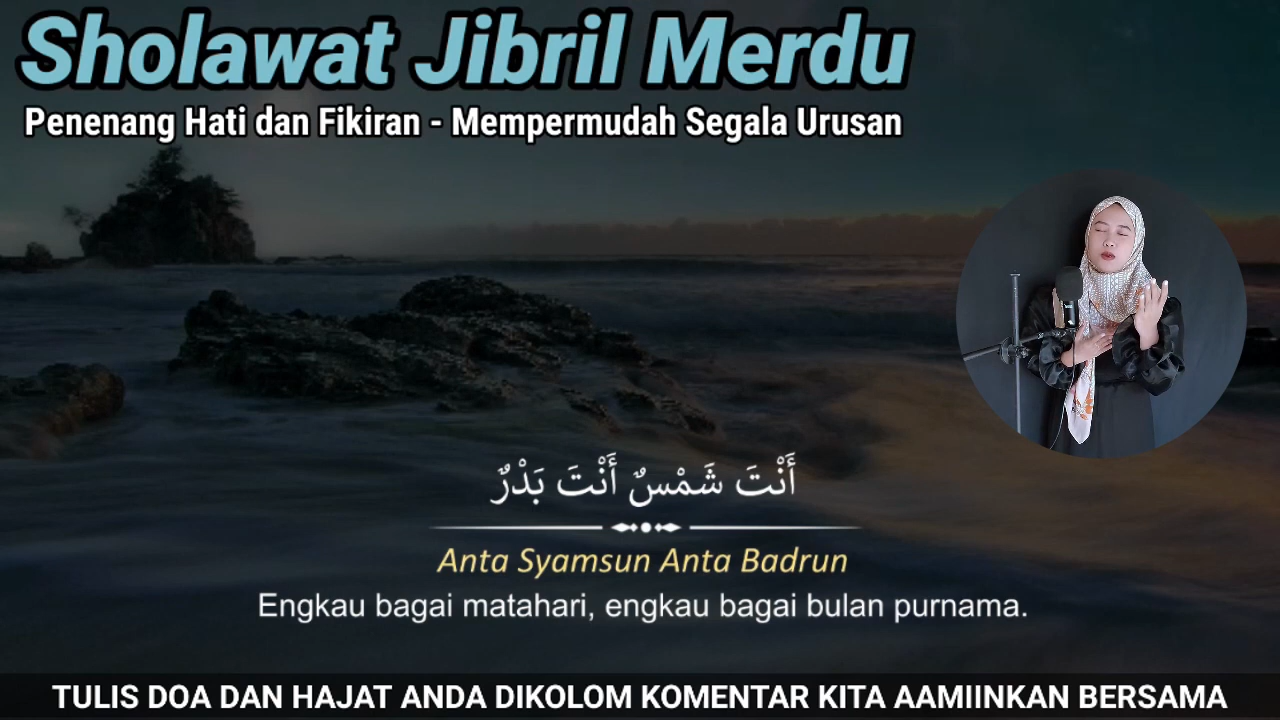 Sholawat Jibril Merdu
Penenang Hati dan Fikiran - Mempermudah Segala Urusan
أَنْتَ شَمْسٌ أَنْتَ بَدْرٌ
Anta Syamsun Anta Badrun
Engkau bagai matahari, engkau bagai bulan purnama.
TULIS DOA DAN HAJAT ANDA DIKOLOM KOMENTAR KITA AAMIINKAN BERSAMA